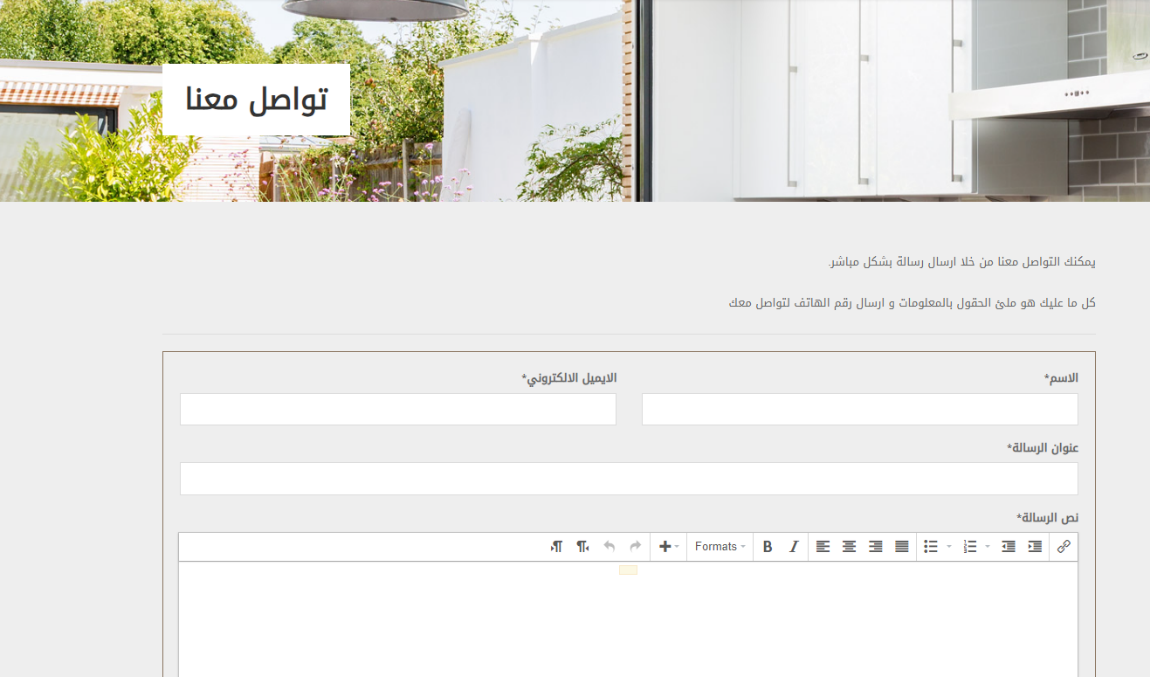 تواصل معنا
يمكنك التواصل معنا من خلا ارسال رسالة بشكل مباشر.
كل ما عليك هو ملئ الحقول بالمعلومات و ارسال رقم الهاتف لتواصل معك
الاسم*
الايميل الالكتروني*
عنوان الرسالة*
نص الرسالة*
Formats B I